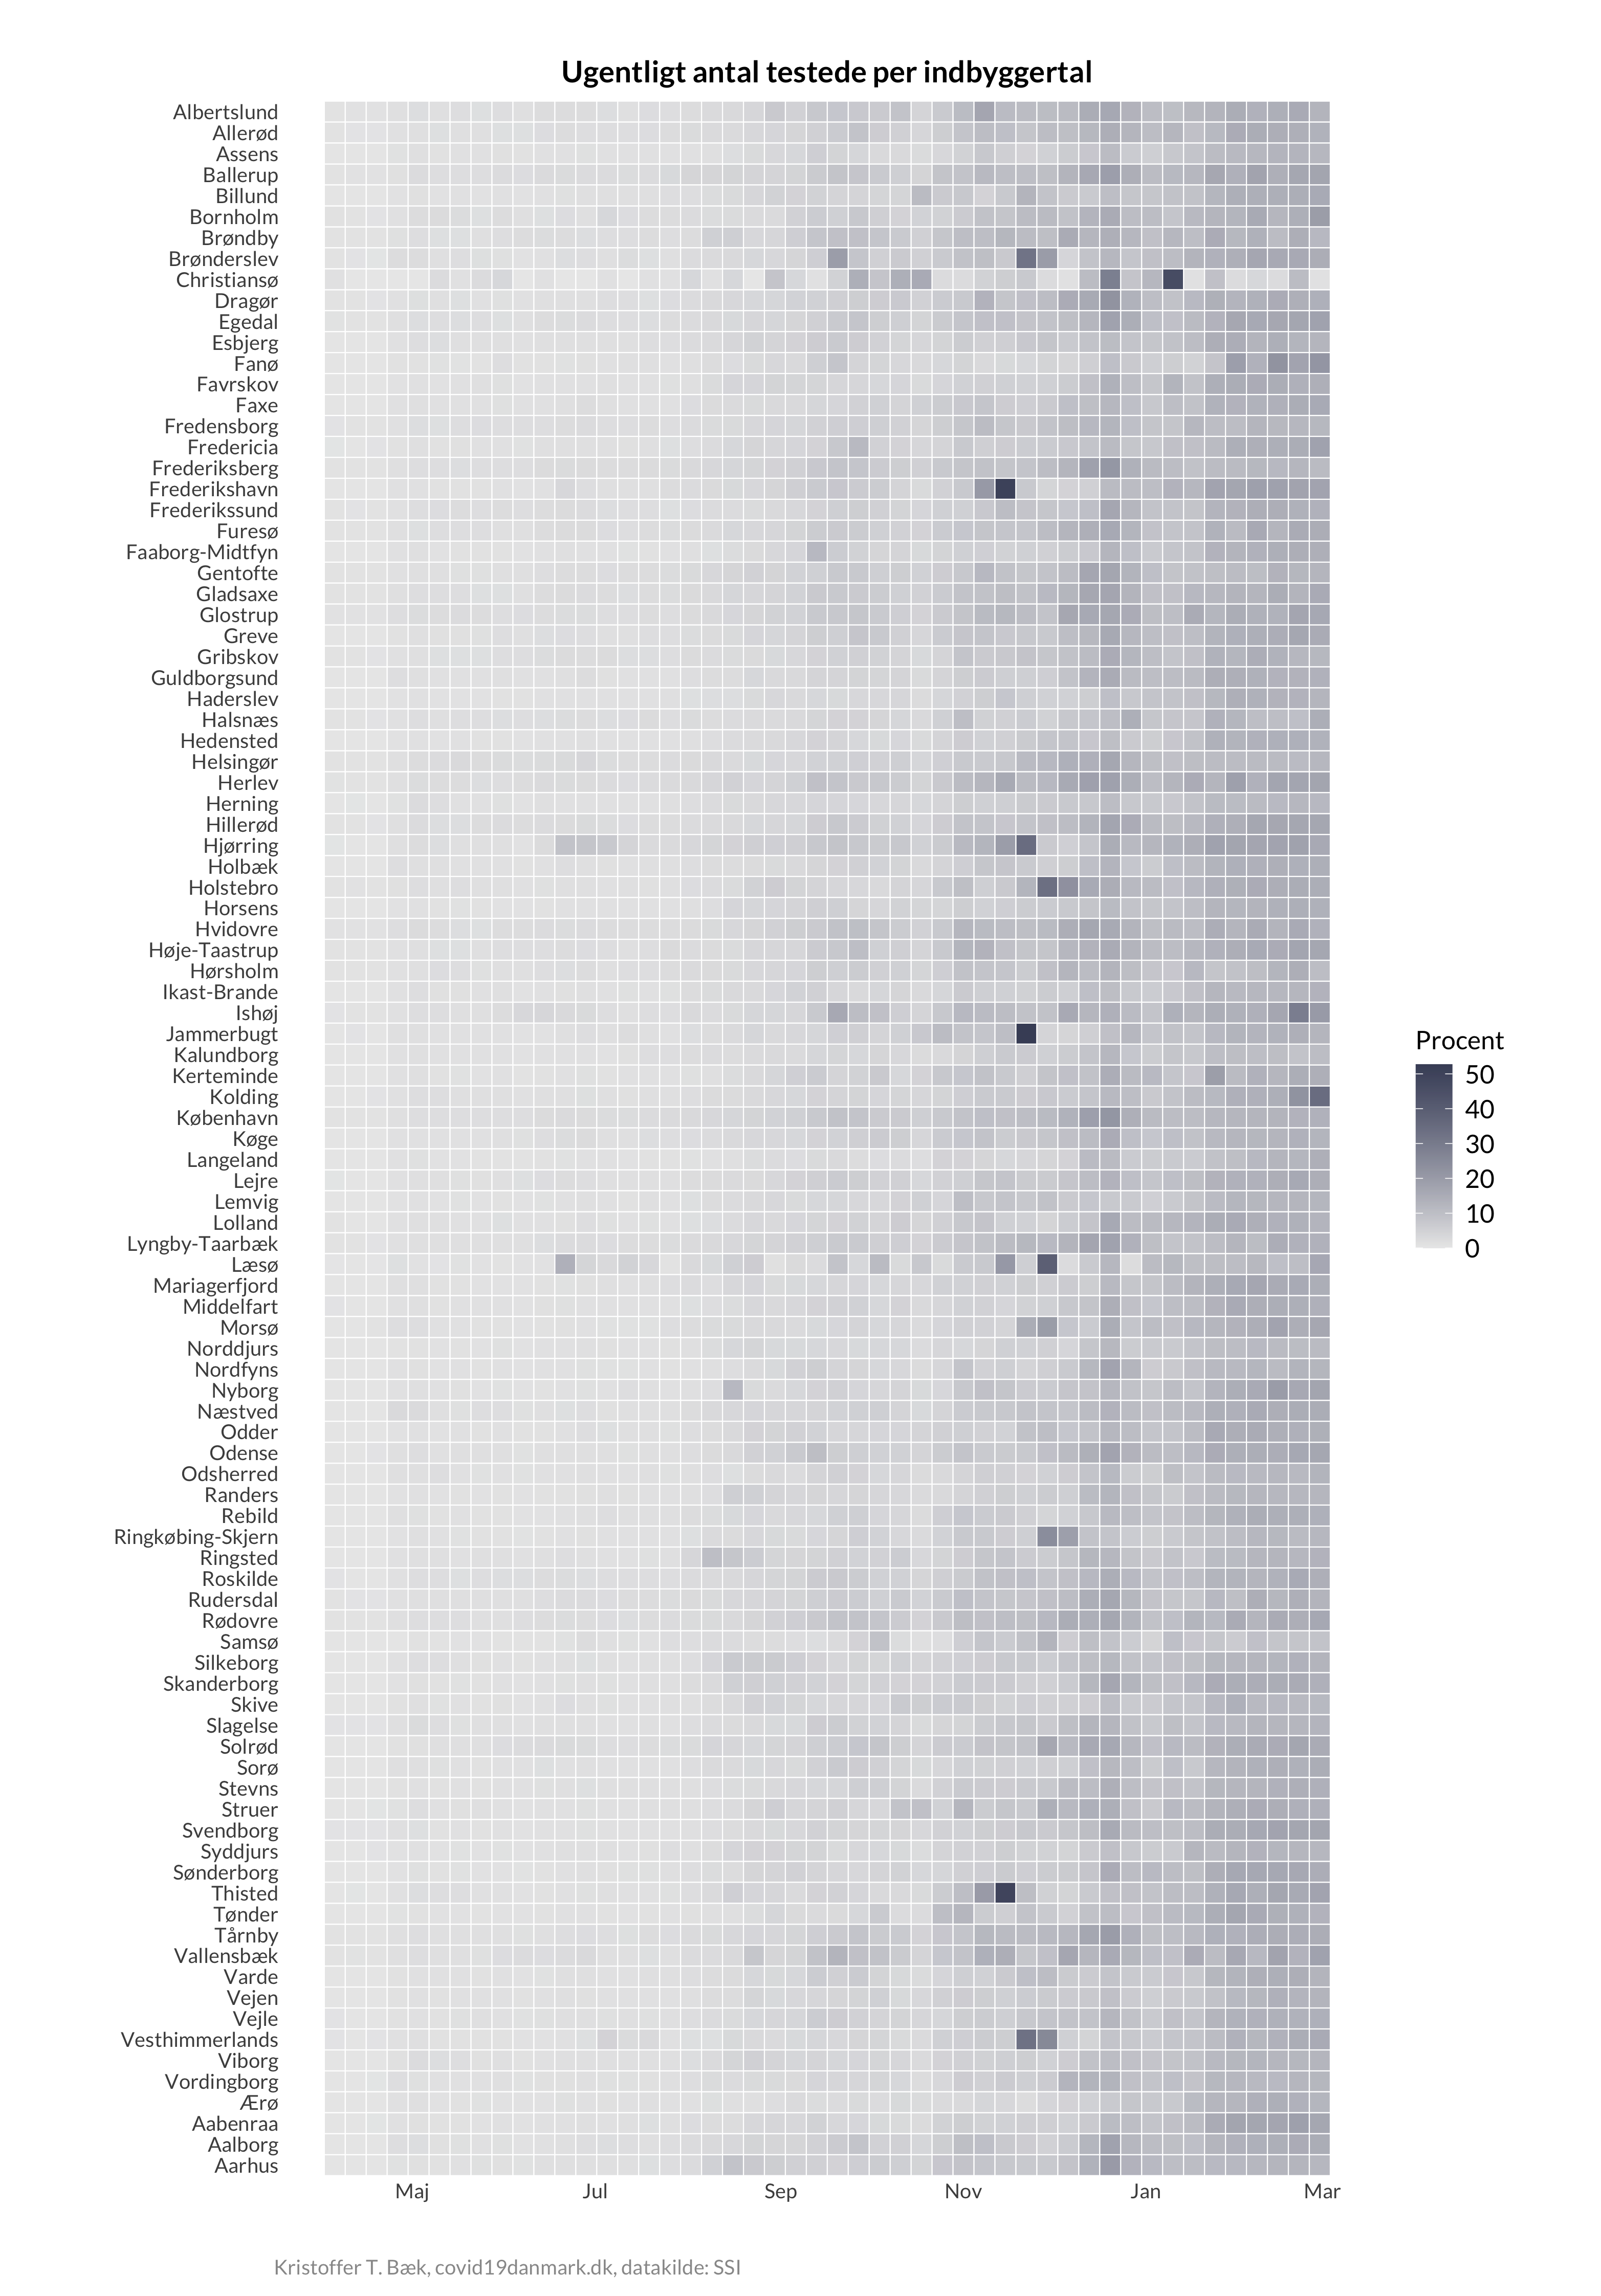 Ugentligt antal testede per indbyggertal
Albertslund
Allerød
Assens
Ballerup
Billund
Bornholm
Brøndby
Brønderslev
Christiansø
Dragør
Egedal
Esbjerg
Fanø
Favrskov
Faxe
Fredensborg
Fredericia
Frederiksberg
Frederikshavn
Frederikssund
Furesø
Faaborg-Midtfyn
Gentofte
Gladsaxe
Glostrup
Greve
Gribskov
Guldborgsund
Haderslev
Halsnæs
Hedensted
Helsingør
Herlev
Herning
Hillerød
Hjørring
Holbæk
Holstebro
Horsens
Hvidovre
Høje-Taastrup
Hørsholm
Ikast-Brande
Ishøj
Jammerbugt
Kalundborg
Kerteminde
Kolding
København
Køge
Langeland
Lejre
Lemvig
Lolland
Lyngby-Taarbæk
Læsø
Mariagerfjord
Middelfart
Morsø
Norddjurs
Nordfyns
Nyborg
Næstved
Odder
Odense
Odsherred
Randers
Rebild
Ringkøbing-Skjern
Ringsted
Roskilde
Rudersdal
Rødovre
Samsø
Silkeborg
Skanderborg
Skive
Slagelse
Solrød
Sorø
Stevns
Struer
Svendborg
Syddjurs
Sønderborg
Thisted
Tønder
Tårnby
Vallensbæk
Varde
Vejen
Vejle
Vesthimmerlands
Viborg
Vordingborg
Ærø
Aabenraa
Aalborg
Aarhus
Maj Jul Sep Nov Jan Mar
Procent
50
40
30
20
10
0
Kristoffer T. Bæk, covid19danmark.dk, datakilde: SSI